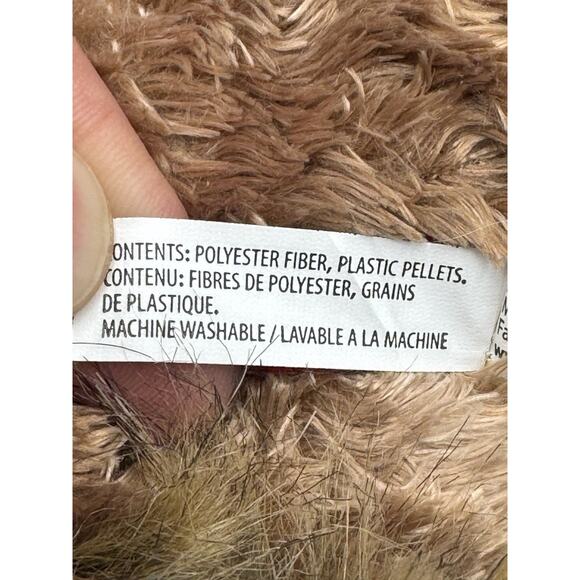 CONTENTS: POLYESTER FIBER, PLASTIC PELLETS.
CONTENU: FIBRES DE POLYESTER, GRAINS
DE PLASTIQUE.
MACHINE WASHABLE / LAVABLE A LA MACHINE